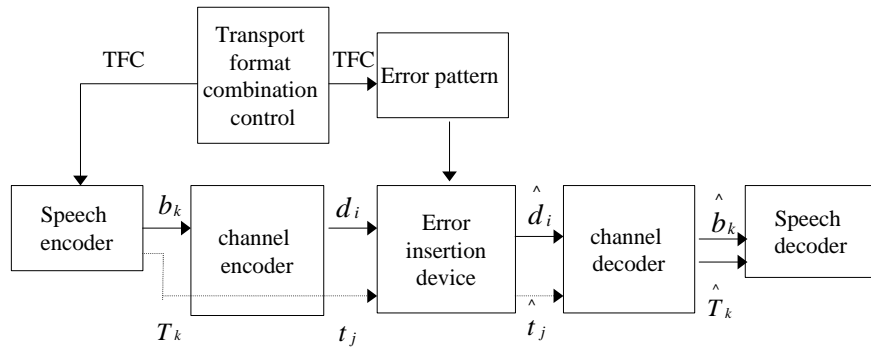 Transport
format
combination
control
TFC
TFC
Error pattern
Speech
encoder
b_k
channel
encoder
d_i
Error
insertion
device
d̂_i
channel
decoder
b̂_k
Speech
decoder
T_k
t_j
t̂_j
T̂_k